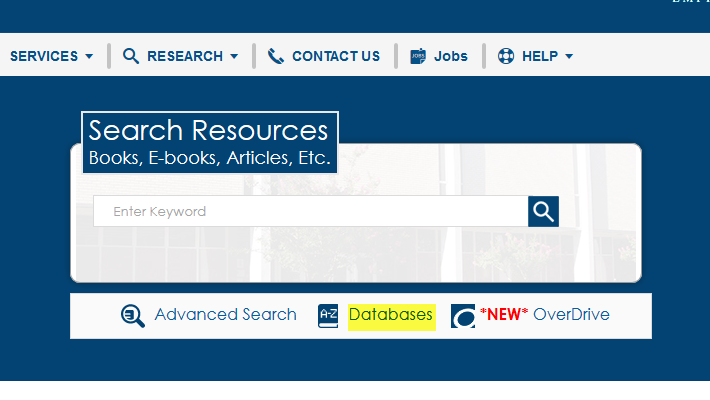 SERVICES RESEARCH CONTACT US JOBS Jobs HELP
Search Resources
Books, E-books, Articles, Etc.
Enter Keyword
Advanced Search A-Z Databases *NEW* OverDrive